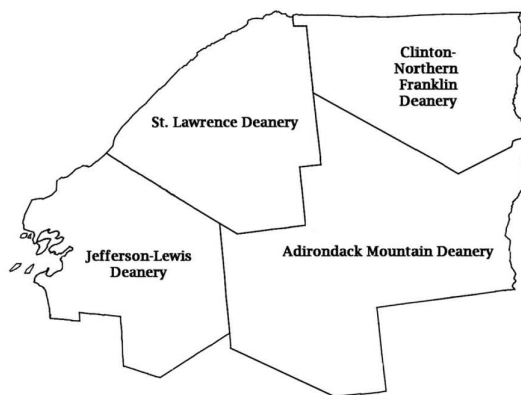 Clinton-
Northern
Franklin
Deanery
St. Lawrence Deanery
Jefferson-Lewis
Deanery
Adirondack Mountain Deanery